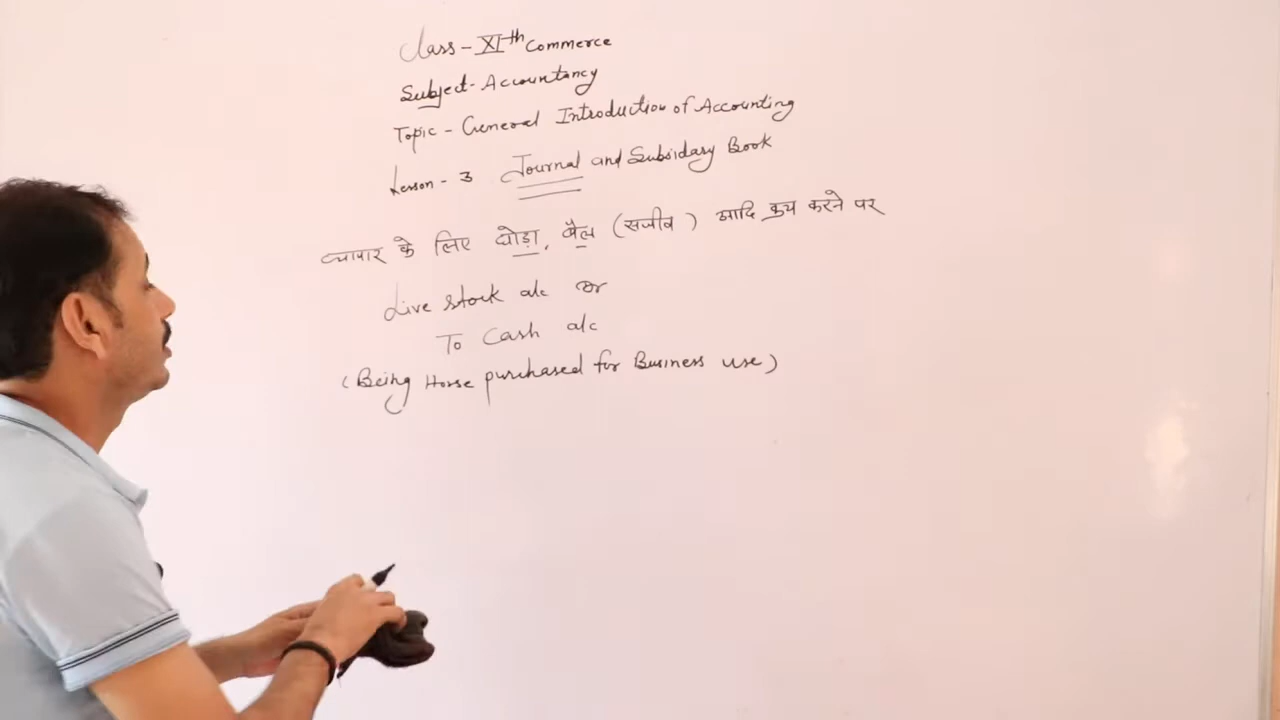 Class - XIth Commerce
Subject - Accountancy
Topic - General Introduction of Accounting
Lesson - 3 Journal and Subsidary Book
व्यापार के लिए घोड़ा, बैल (सजीव) आदि क्रय करने पर
Live stock a/c Dr
To Cash a/c
(Being Horse purchased for Business use)